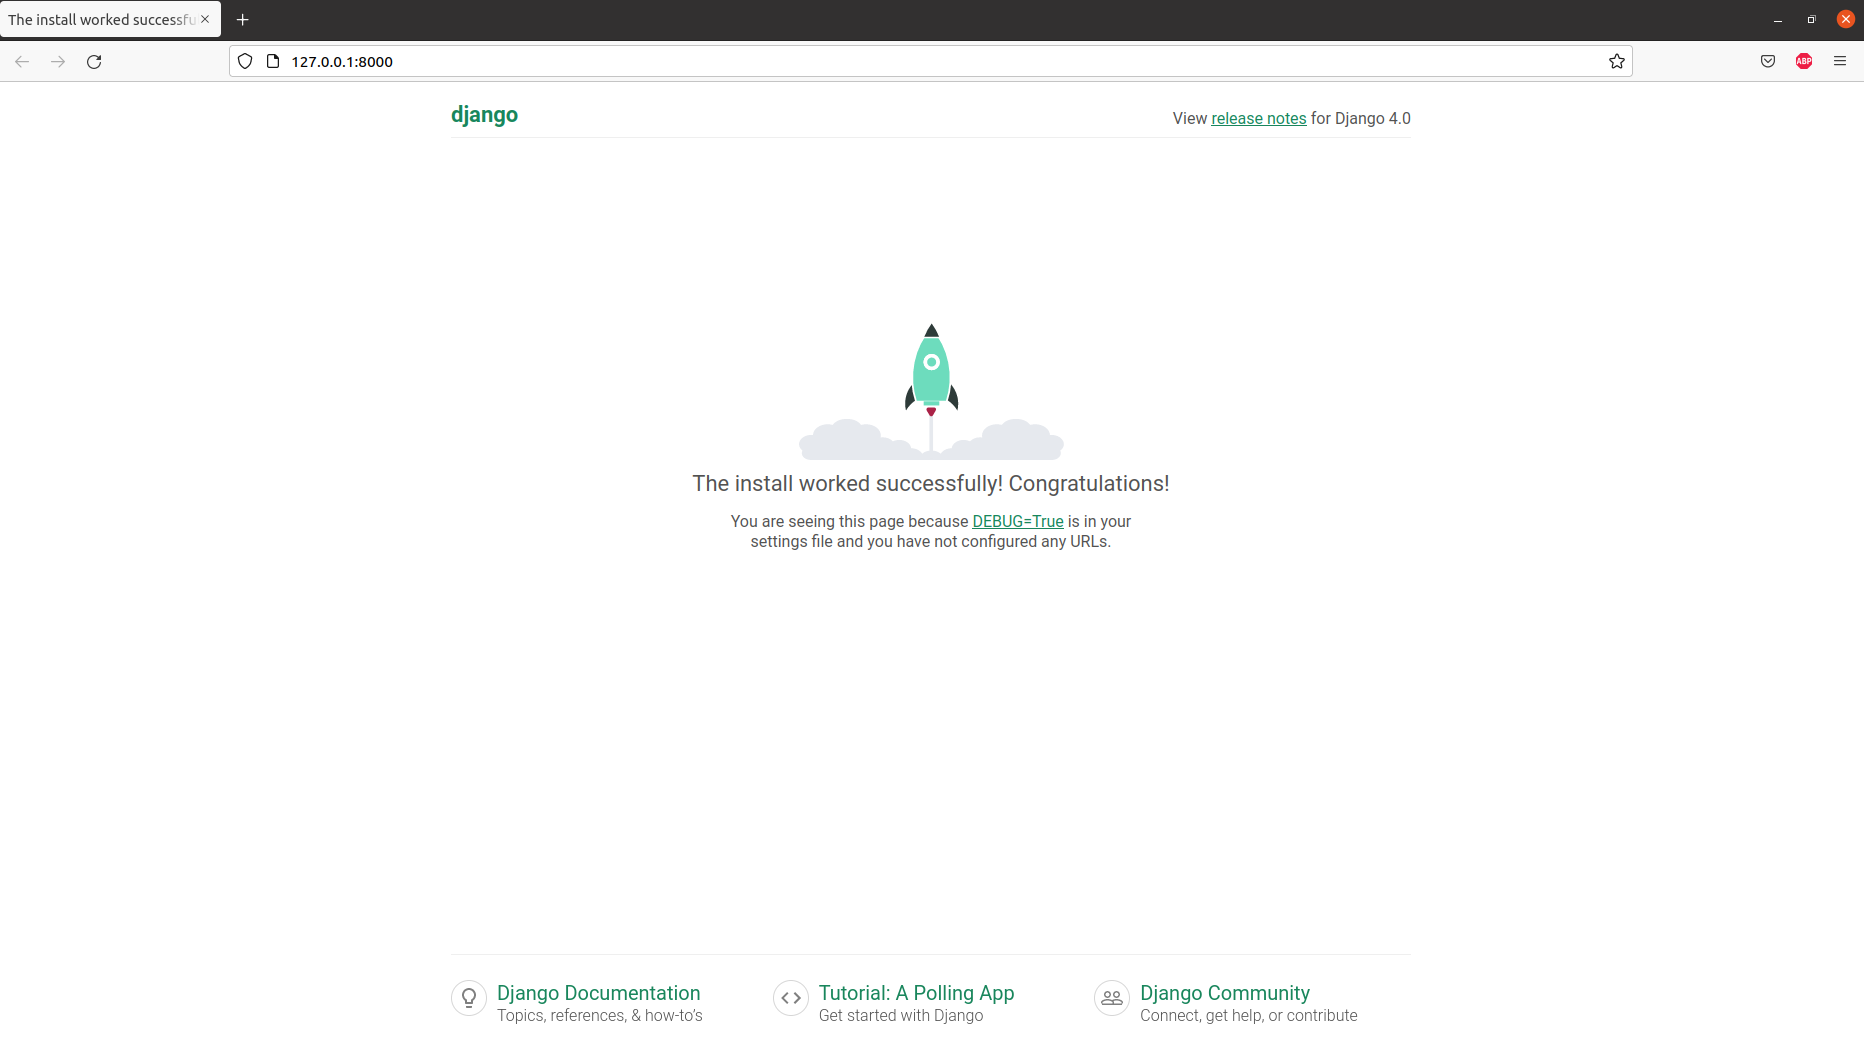 The install worked successfu
127.0.0.1:8000
ABP
django
View release notes for Django 4.0
The install worked successfully! Congratulations!
You are seeing this page because DEBUG=True is in your
settings file and you have not configured any URLs.
Django Documentation
Topics, references, & how-to’s
Tutorial: A Polling App
Get started with Django
Django Community
Connect, get help, or contribute